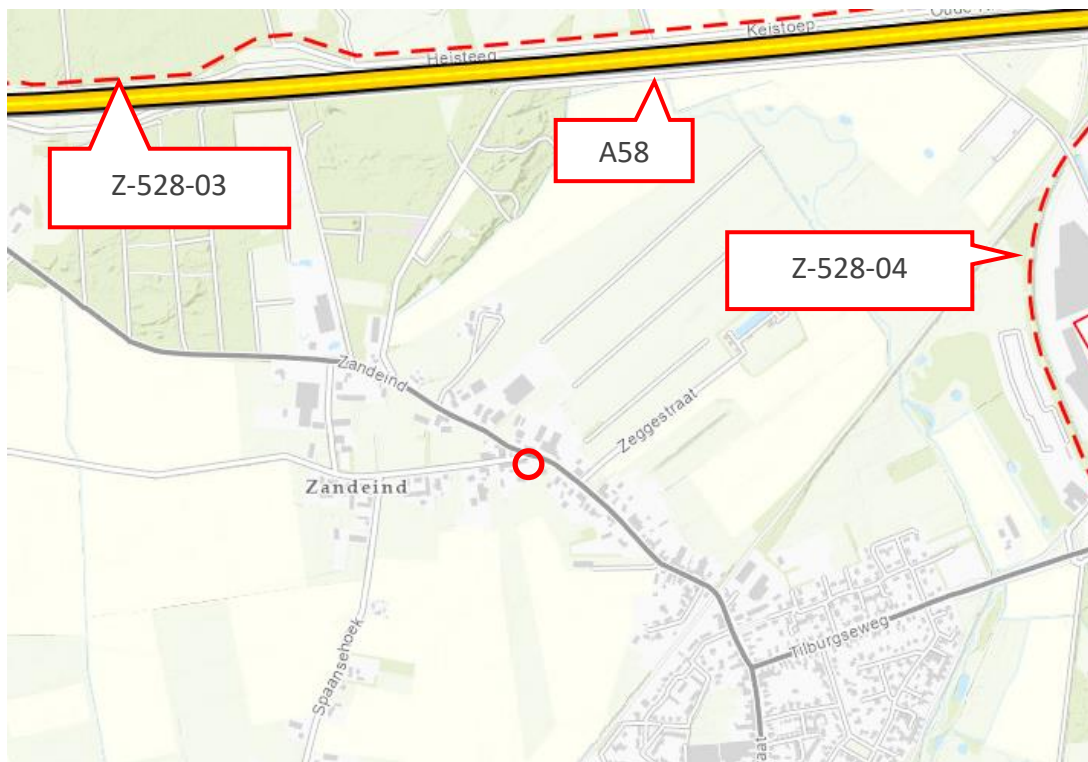 Heisteeg
Keistoep
Z-528-03
A58
Z-528-04
Zandeind
Zeggestraat
Zandeind
Spaansehoek
Tilburgseweg